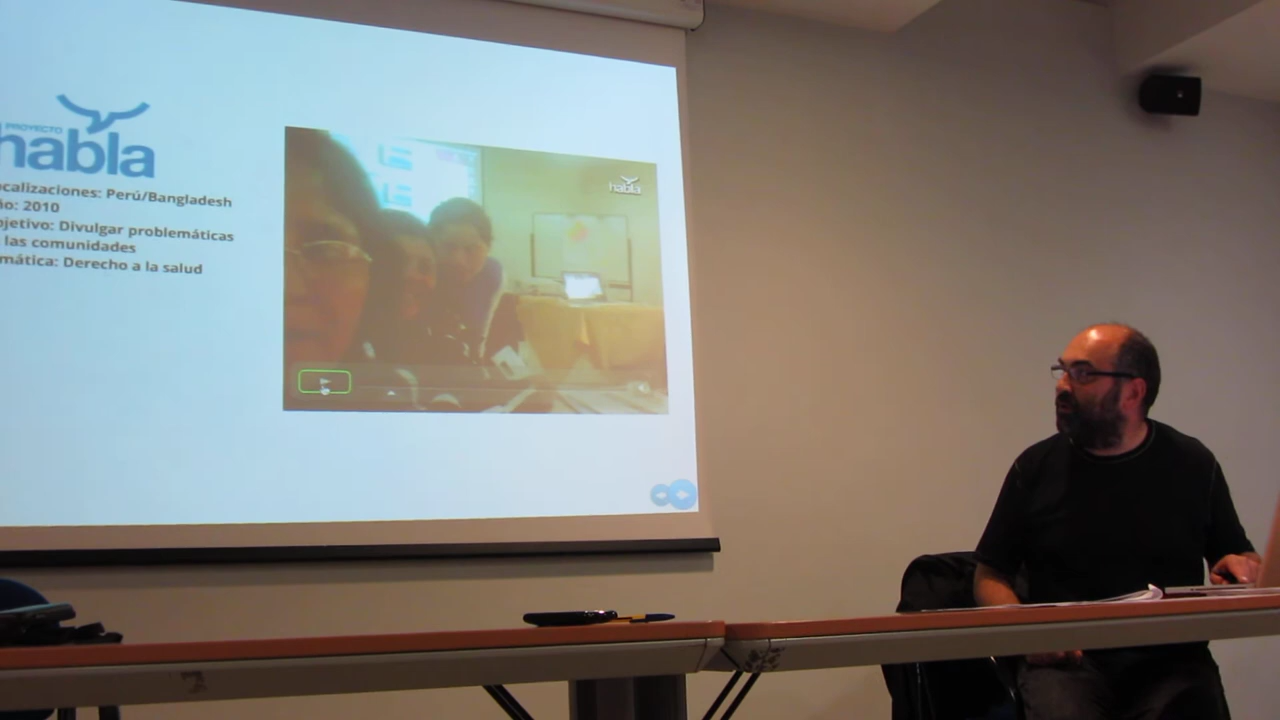 PROYECTO
habla
ocalizaciones: Perú/Bangladesh
ño: 2010
bjetivo: Divulgar problemáticas
las comunidades
mática: Derecho a la salud
habla